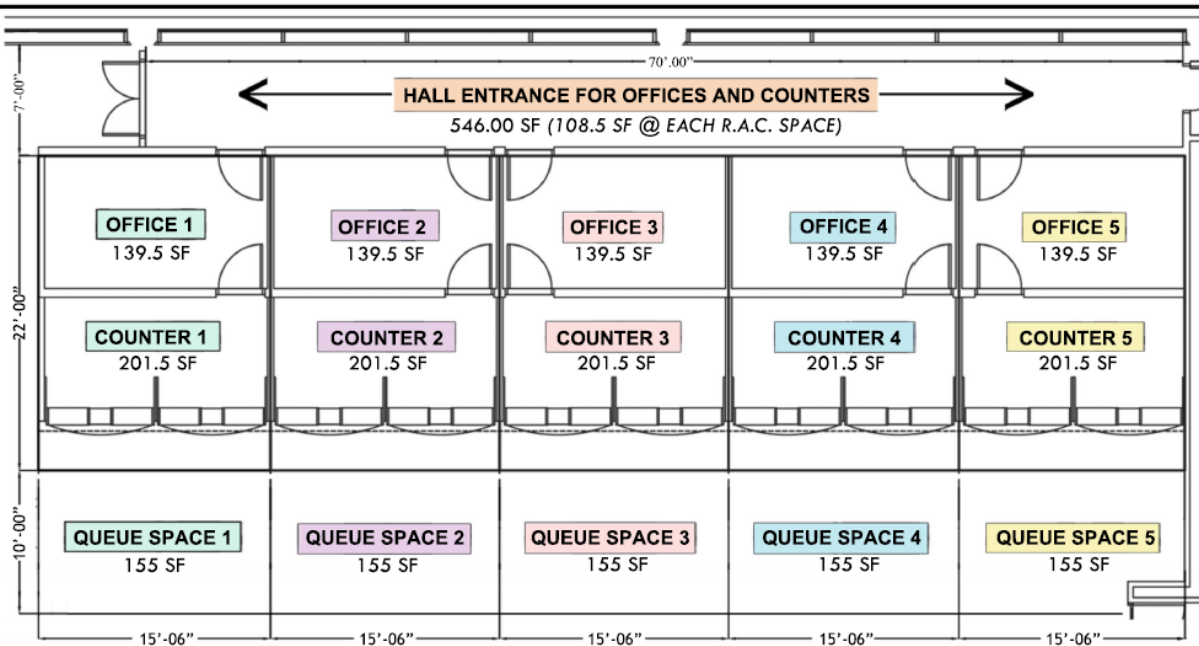 70'.00"
7'-00"
HALL ENTRANCE FOR OFFICES AND COUNTERS
546.00 SF (108.5 SF @ EACH R.A.C. SPACE)
OFFICE 1
139.5 SF
OFFICE 2
139.5 SF
OFFICE 3
139.5 SF
OFFICE 4
139.5 SF
OFFICE 5
139.5 SF
22'-00"
COUNTER 1
201.5 SF
COUNTER 2
201.5 SF
COUNTER 3
201.5 SF
COUNTER 4
201.5 SF
COUNTER 5
201.5 SF
10'-00"
QUEUE SPACE 1
155 SF
QUEUE SPACE 2
155 SF
QUEUE SPACE 3
155 SF
QUEUE SPACE 4
155 SF
QUEUE SPACE 5
155 SF
15'-06"
15'-06"
15'-06"
15'-06"
15'-06"